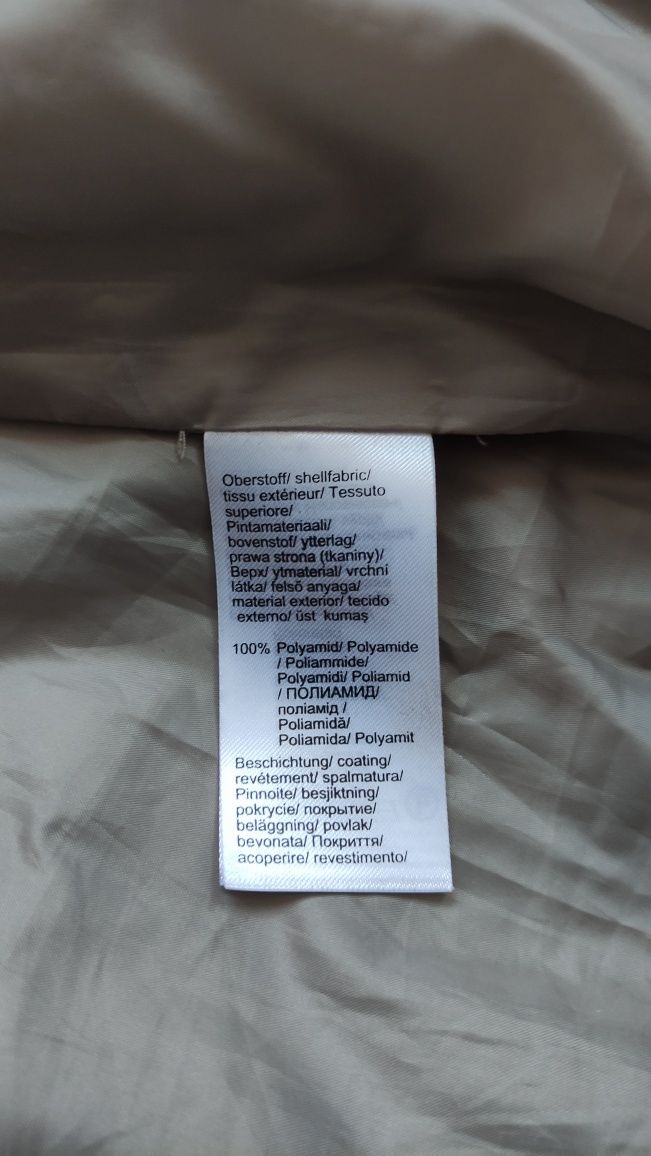 Oberstoff/ shellfabric/
tissu extérieur/ Tessuto
superiore/
Pintamateriaali/
bovenstof/ ytterlag/
prawa strona (tkaniny)/
Верх/ ytmaterial/ vrchni
látka/ felső anyaga/
material exterior/ tecido
externo/ üst kumaş
100% Polyamid/ Polyamide
/ Poliammide/
Polyamidi/ Poliamid
/ ПОЛИАМИД/
поліамід /
Poliamidă/
Poliamida/ Polyamit
Beschichtung/ coating/
revétement/ spalmatura/
Pinnoite/ besjiktning/
pokrycie/ покрытие/
beläggning/ povlak/
bevonata/ Покриття/
acoperire/ revestimento/